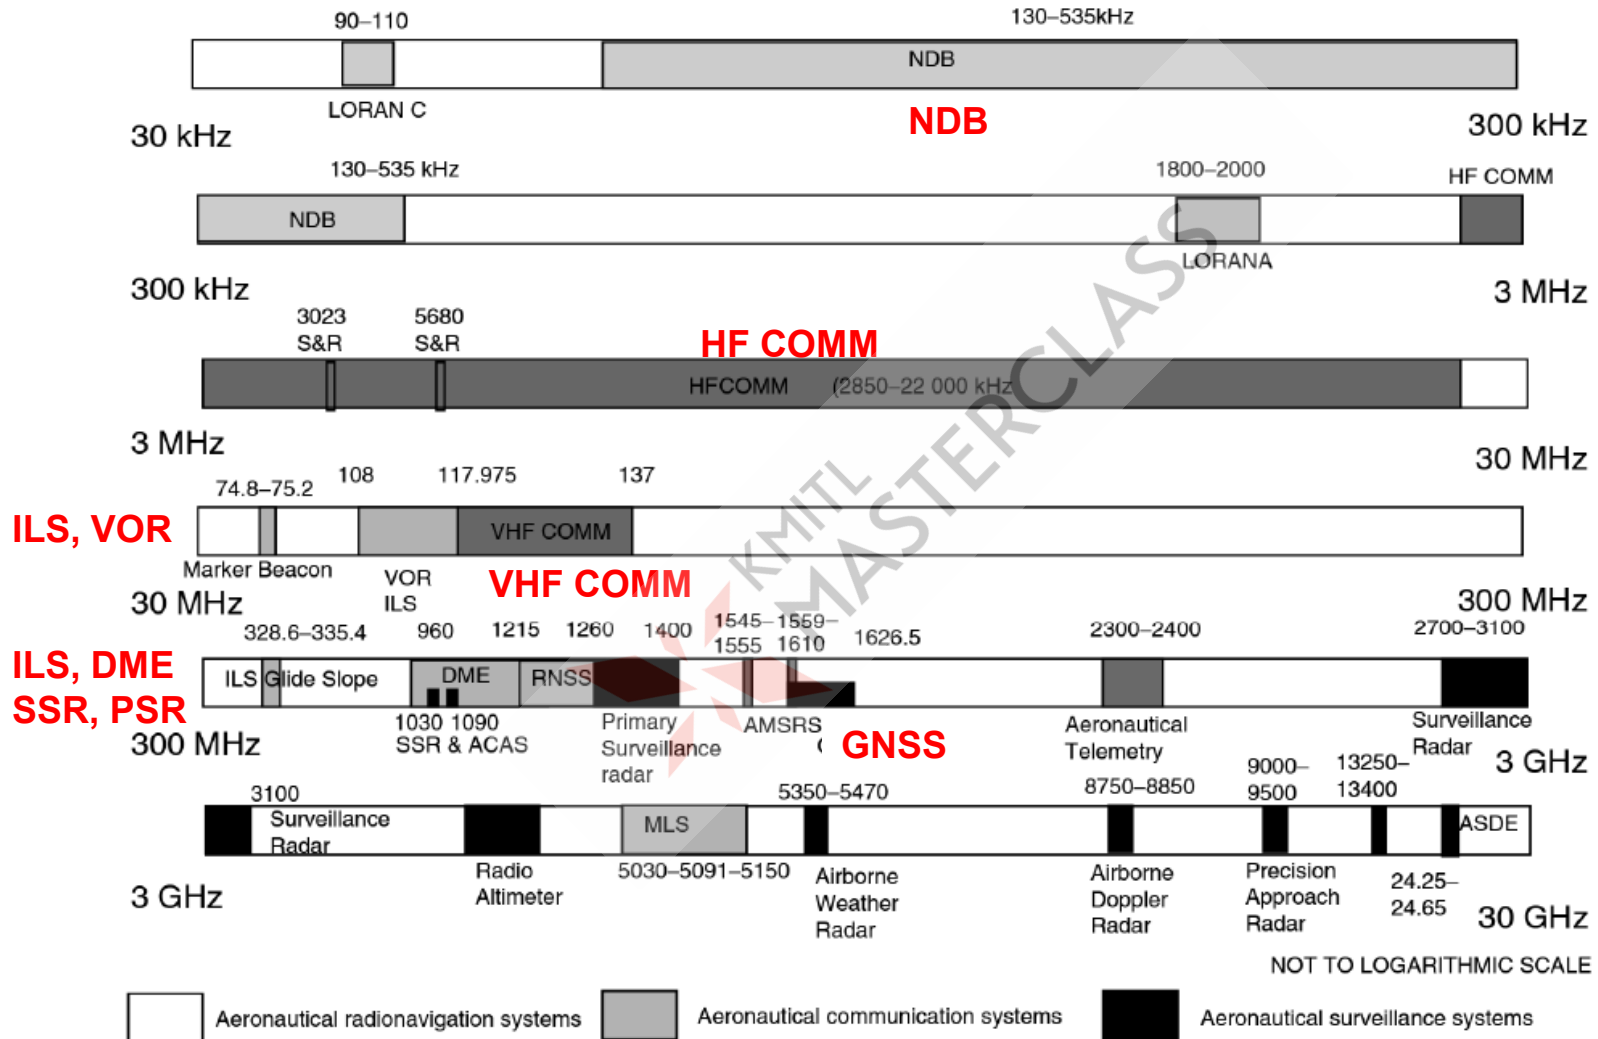 90–110
130–535kHz
NDB
LORAN C
NDB
30 kHz
300 kHz
130–535 kHz
1800–2000
HF COMM
NDB
LORANA
300 kHz
3 MHz
3023
S&R
5680
S&R
HF COMM
HFCOMM (2850–22 000 kHz
3 MHz
30 MHz
74.8–75.2
108
117.975
137
ILS, VOR
VHF COMM
Marker Beacon
VOR
ILS
VHF COMM
30 MHz
300 MHz
328.6–335.4
960
1215
1260
1400
1545–
1555
1559–
1610
1626.5
2300–2400
2700–3100
ILS, DME
SSR, PSR
ILS Glide Slope
DME
RNSS
1030 1090
SSR & ACAS
Primary
Surveillance
radar
AMSRS
GNSS
Aeronautical
Telemetry
Surveillance
Radar
300 MHz
3 GHz
3100
Surveillance
Radar
Radio
Altimeter
MLS
5030–5091–5150
5350–5470
Airborne
Weather
Radar
8750–8850
Airborne
Doppler
Radar
9000–
9500
Precision
Approach
Radar
13250–
13400
ASDE
24.25–
24.65
3 GHz
30 GHz
NOT TO LOGARITHMIC SCALE
Aeronautical radionavigation systems
Aeronautical communication systems
Aeronautical surveillance systems
KMITL
MASTERCLASS